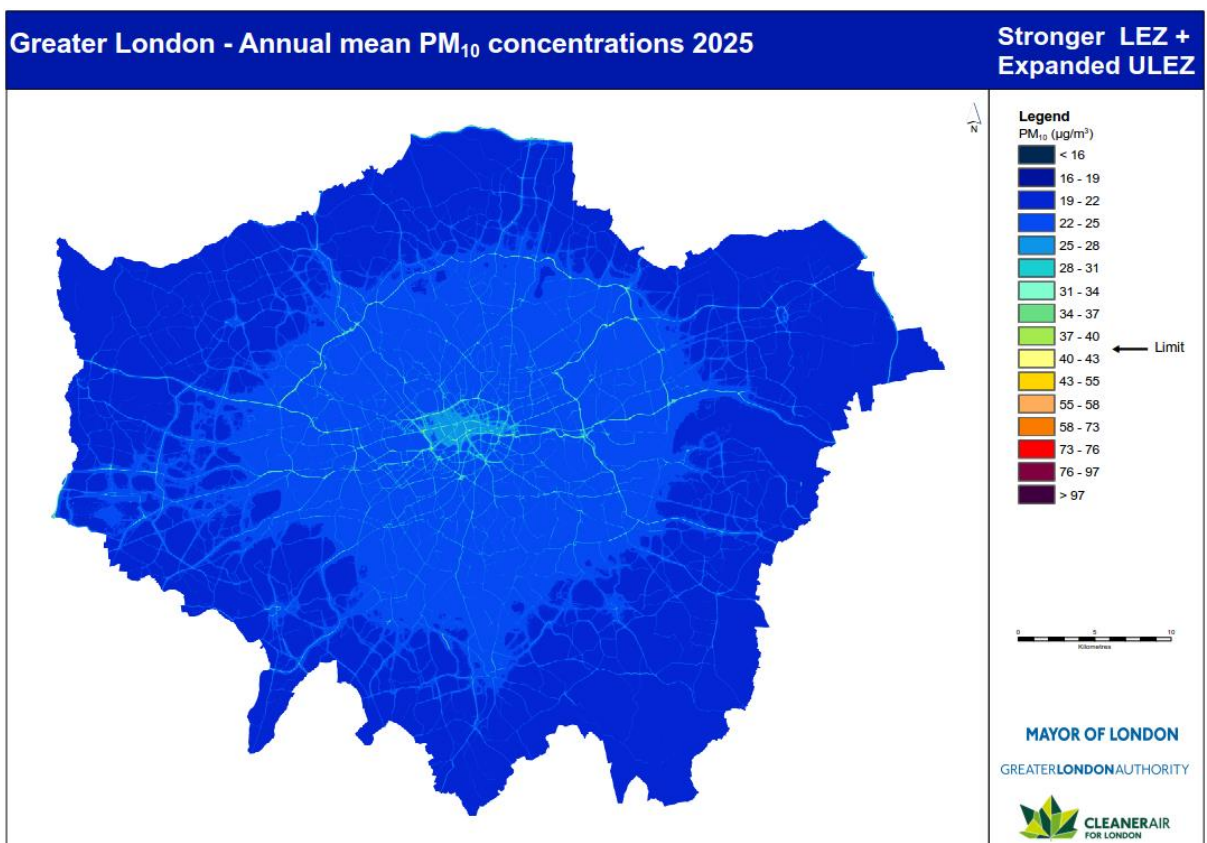 Greater London - Annual mean PM₁₀ concentrations 2025
Stronger LEZ +
Expanded ULEZ
N
Legend
PM₁₀ (µg/m³)
< 16
16 - 19
19 - 22
22 - 25
25 - 28
28 - 31
31 - 34
34 - 37
37 - 40
40 - 43
Limit
43 - 55
55 - 58
58 - 73
73 - 76
76 - 97
> 97
0 5 10
Kilometres
MAYOR OF LONDON
GREATERLONDONAUTHORITY
CLEANERAIR
FOR LONDON